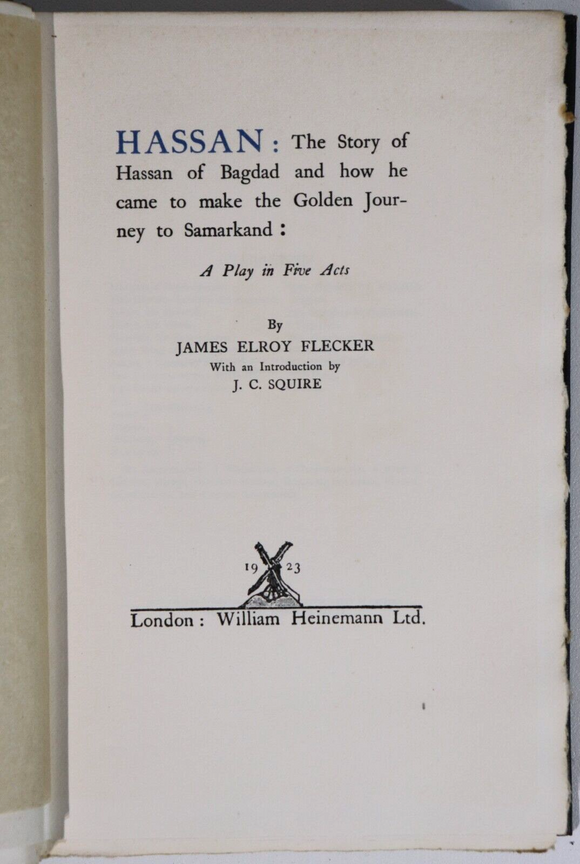 HASSAN : The Story of
Hassan of Bagdad and how he
came to make the Golden Jour-
ney to Samarkand :
A Play in Five Acts
By
JAMES ELROY FLECKER
With an Introduction by
J. C. SQUIRE
19 23
London : William Heinemann Ltd.